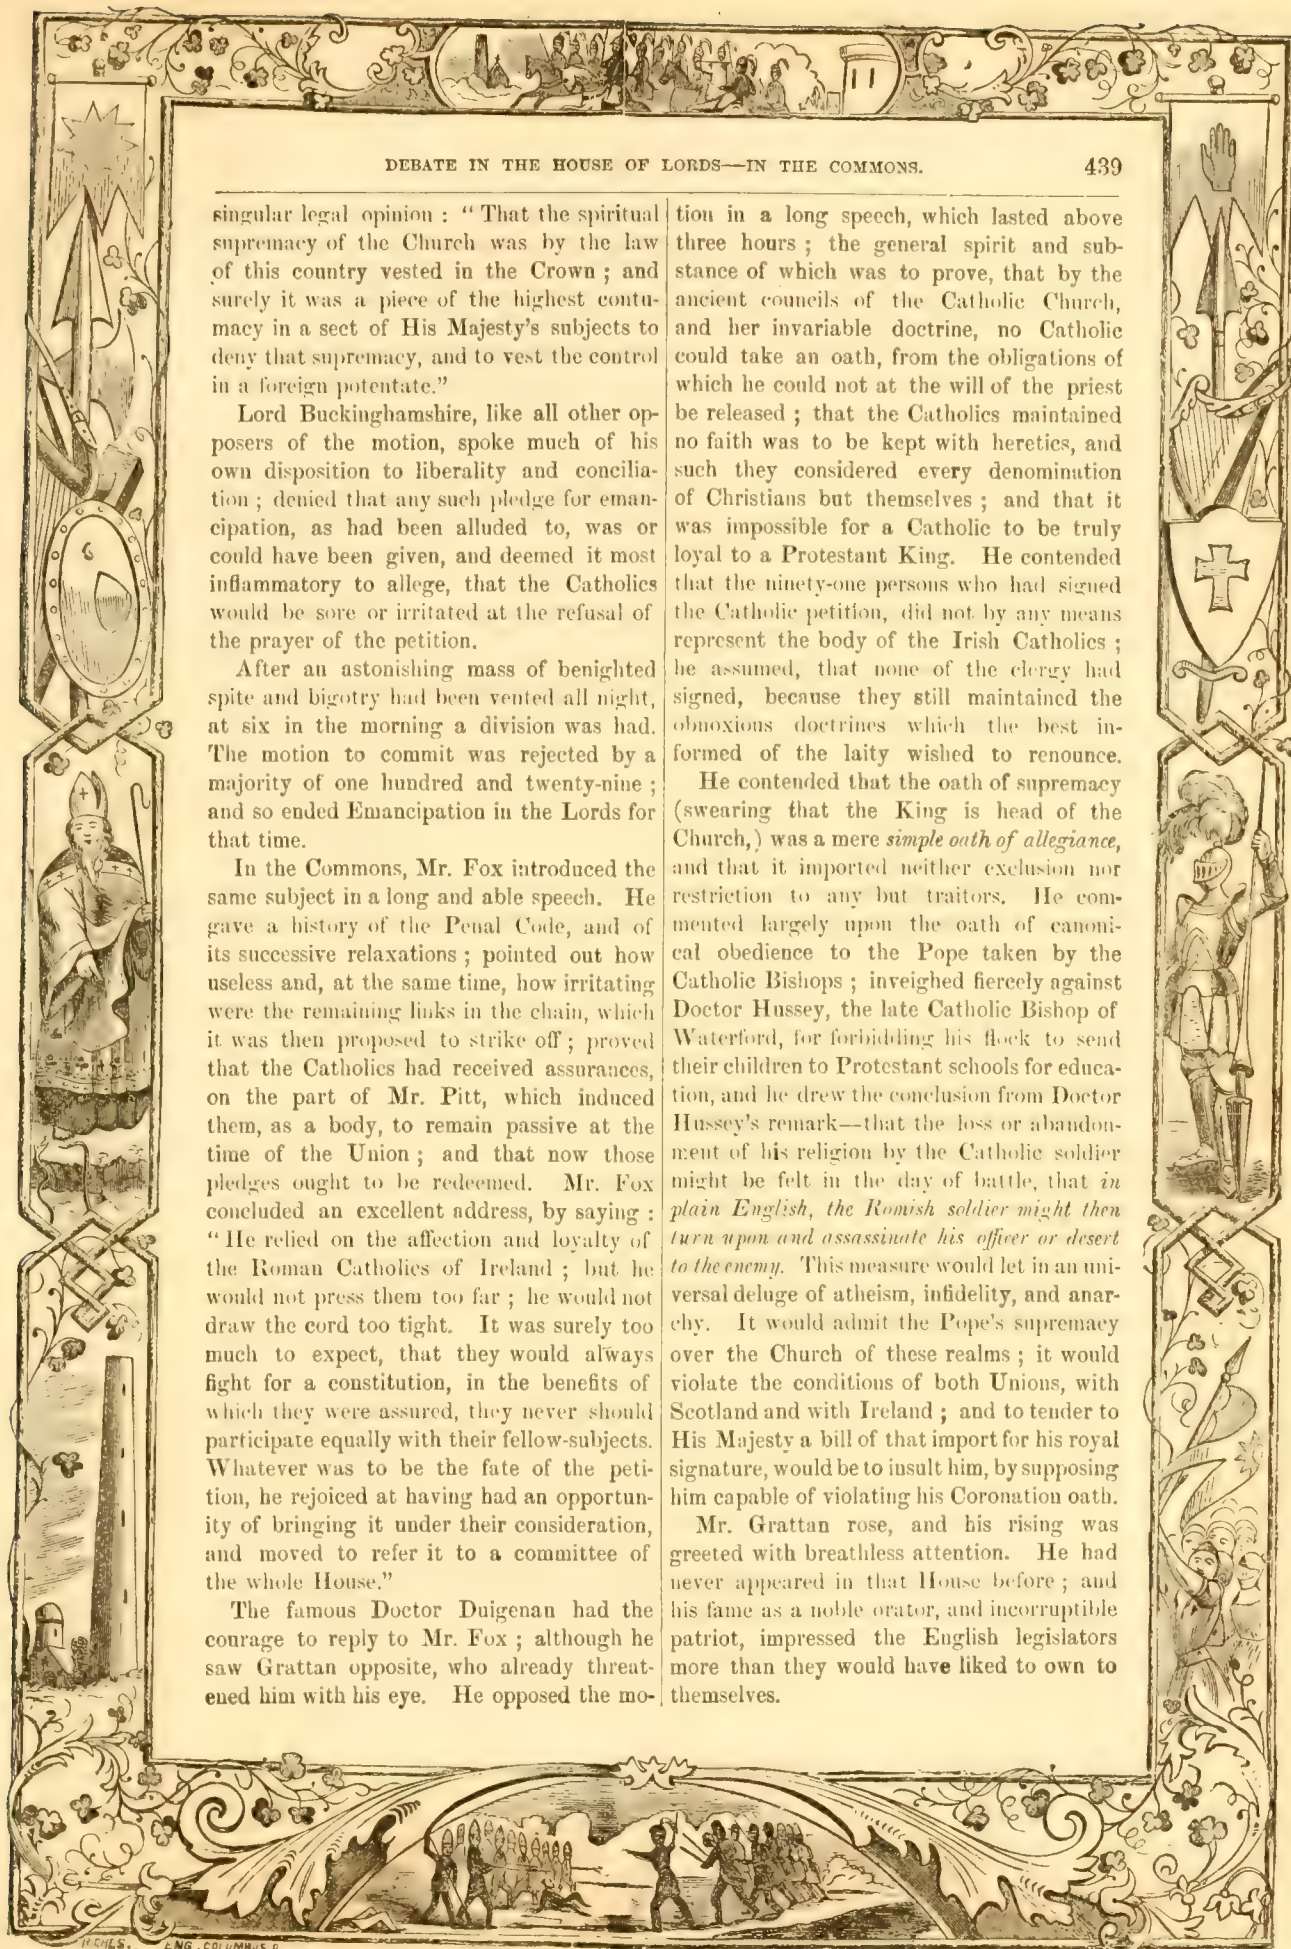 DEBATE IN THE HOUSE OF LORDS—IN THE COMMONS. 439
singular legal opinion : " That the spiritual
supremacy of the Church was by the law
of this country vested in the Crown ; and
surely it was a piece of the highest contu-
macy in a sect of His Majesty's subjects to
deny that supremacy, and to vest the control
in a foreign potentate."
Lord Buckinghamshire, like all other op-
posers of the motion, spoke much of his
own disposition to liberality and concilia-
tion ; denied that any such pledge for eman-
cipation, as had been alluded to, was or
could have been given, and deemed it most
inflammatory to allege, that the Catholics
would be sore or irritated at the refusal of
the prayer of the petition.
After an astonishing mass of benighted
spite and bigotry had been vented all night,
at six in the morning a division was had.
The motion to commit was rejected by a
majority of one hundred and twenty-nine ;
and so ended Emancipation in the Lords for
that time.
In the Commons, Mr. Fox introduced the
same subject in a long and able speech. He
gave a history of the Penal Code, and of
its successive relaxations ; pointed out how
useless and, at the same time, how irritating
were the remaining links in the chain, which
it was then proposed to strike off ; proved
that the Catholics had received assurances,
on the part of Mr. Pitt, which induced
them, as a body, to remain passive at the
time of the Union ; and that now those
pledges ought to be redeemed. Mr. Fox
concluded an excellent address, by saying :
" He relied on the affection and loyalty of
the Roman Catholics of Ireland ; but he
would not press them too far ; he would not
draw the cord too tight. It was surely too
much to expect, that they would always
fight for a constitution, in the benefits of
which they were assured, they never should
participate equally with their fellow-subjects.
Whatever was to be the fate of the peti-
tion, he rejoiced at having had an opportun-
ity of bringing it under their consideration,
and moved to refer it to a committee of
the whole House."
The famous Doctor Duigenan had the
courage to reply to Mr. Fox ; although he
saw Grattan opposite, who already threat-
ened him with his eye. He opposed the mo-
tion in a long speech, which lasted above
three hours ; the general spirit and sub-
stance of which was to prove, that by the
ancient councils of the Catholic Church,
and her invariable doctrine, no Catholic
could take an oath, from the obligations of
which he could not at the will of the priest
be released ; that the Catholics maintained
no faith was to be kept with heretics, and
such they considered every denomination
of Christians but themselves ; and that it
was impossible for a Catholic to be truly
loyal to a Protestant King. He contended
that the ninety-one persons who had signed
the Catholic petition, did not by any means
represent the body of the Irish Catholics ;
he assumed, that none of the clergy had
signed, because they still maintained the
obnoxious doctrines which the best in-
formed of the laity wished to renounce.
He contended that the oath of supremacy
(swearing that the King is head of the
Church,) was a mere simple oath of allegiance,
and that it imported neither exclusion nor
restriction to any but traitors. He com-
mented largely upon the oath of canoni-
cal obedience to the Pope taken by the
Catholic Bishops ; inveighed fiercely against
Doctor Hussey, the late Catholic Bishop of
Waterford, for forbidding his flock to send
their children to Protestant schools for educa-
tion, and he drew the conclusion from Doctor
Hussey's remark—that the loss or abandon-
ment of his religion by the Catholic soldier
might be felt in the day of battle, that in
plain English, the Romish soldier might then
turn upon and assassinate his officer or desert
to the enemy. This measure would let in an uni-
versal deluge of atheism, infidelity, and anar-
chy. It would admit the Pope's supremacy
over the Church of these realms ; it would
violate the conditions of both Unions, with
Scotland and with Ireland ; and to tender to
His Majesty a bill of that import for his royal
signature, would be to insult him, by supposing
him capable of violating his Coronation oath.
Mr. Grattan rose, and his rising was
greeted with breathless attention. He had
never appeared in that House before ; and
his fame as a noble orator, and incorruptible
patriot, impressed the English legislators
more than they would have liked to own to
themselves.
ENG.